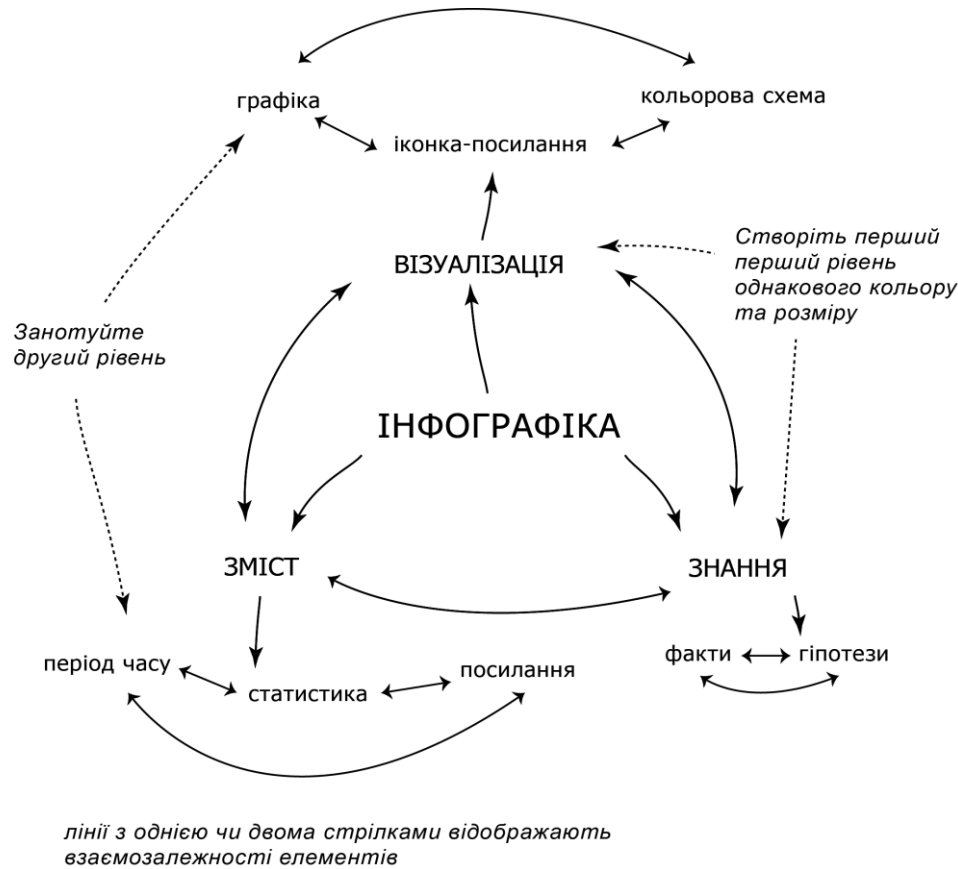 графіка
кольорова схема
іконка-посилання
ВІЗУАЛІЗАЦІЯ
Створіть перший
перший рівень
однакового кольору
та розміру
Занотуйте
другий рівень
ІНФОГРАФІКА
ЗМІСТ
ЗНАННЯ
період часу
статистика
посилання
факти
гіпотези
лінії з однією чи двома стрілками відображають
взаємозалежності елементів